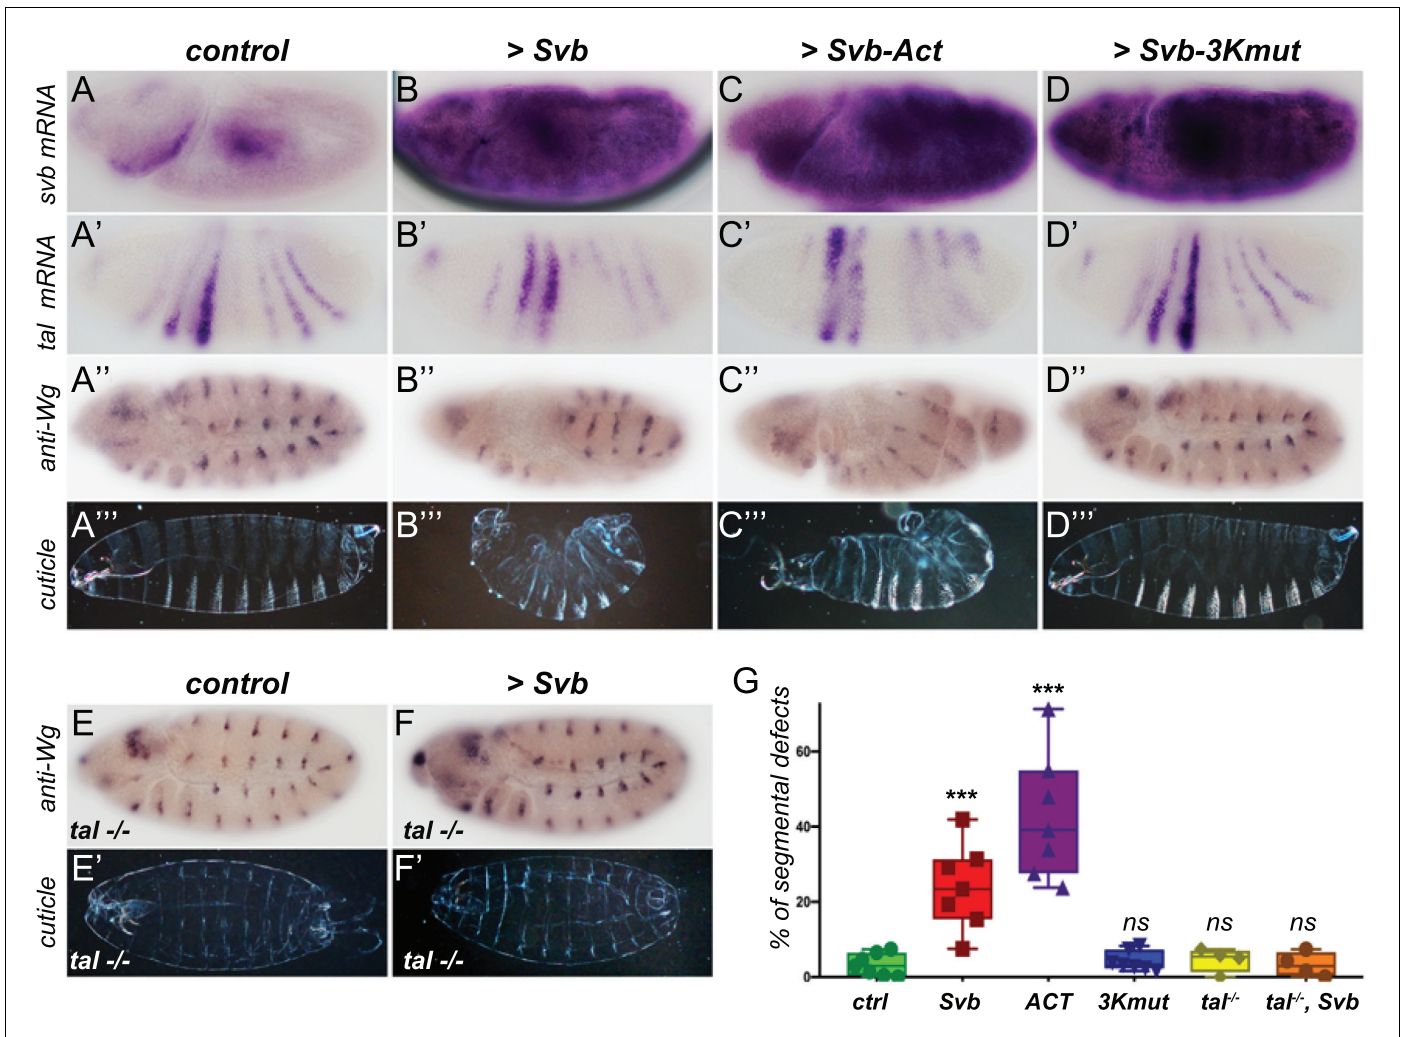 control > Svb > Svb-Act > Svb-3Kmut
svb mRNA
A B C D
tal mRNA
A’ B’ C’ D’
anti-Wg
A’’ B’’ C’’ D’’
cuticle
A’’’ B’’’ C’’’ D’’’
control > Svb
anti-Wg
E F
tal -/- tal -/-
cuticle
E’ F’
tal -/- tal -/-
G
% of segmental defects
60
40
20
0
*** *** ns ns ns
ctrl Svb ACT 3Kmut tal-/- tal-/-, Svb